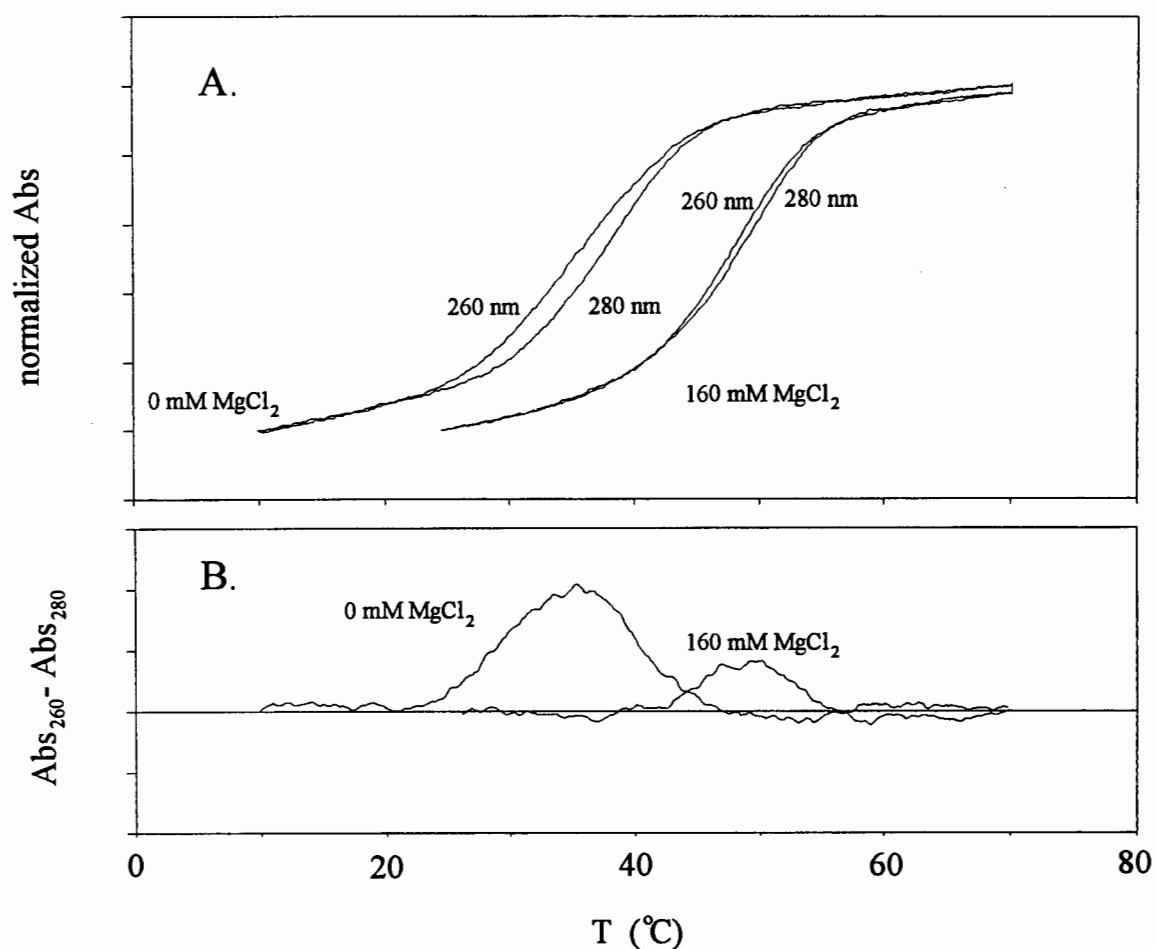 A.
normalized Abs
260 nm
280 nm
260 nm
280 nm
0 mM MgCl₂
160 mM MgCl₂
B.
Abs₂₆₀- Abs₂₈₀
0 mM MgCl₂
160 mM MgCl₂
0 20 40 60 80
T (°C)